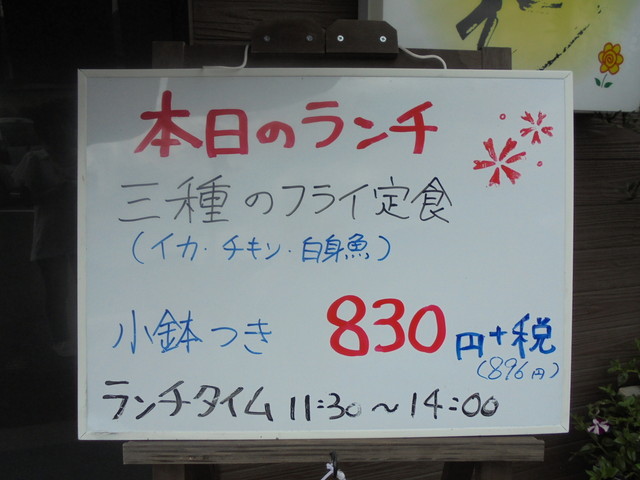 本日のランチ
三種のフライ定食
(イカ・チキン・白身魚)
小鉢つき 830円+税
(896円)
ランチタイム 11:30~14:00